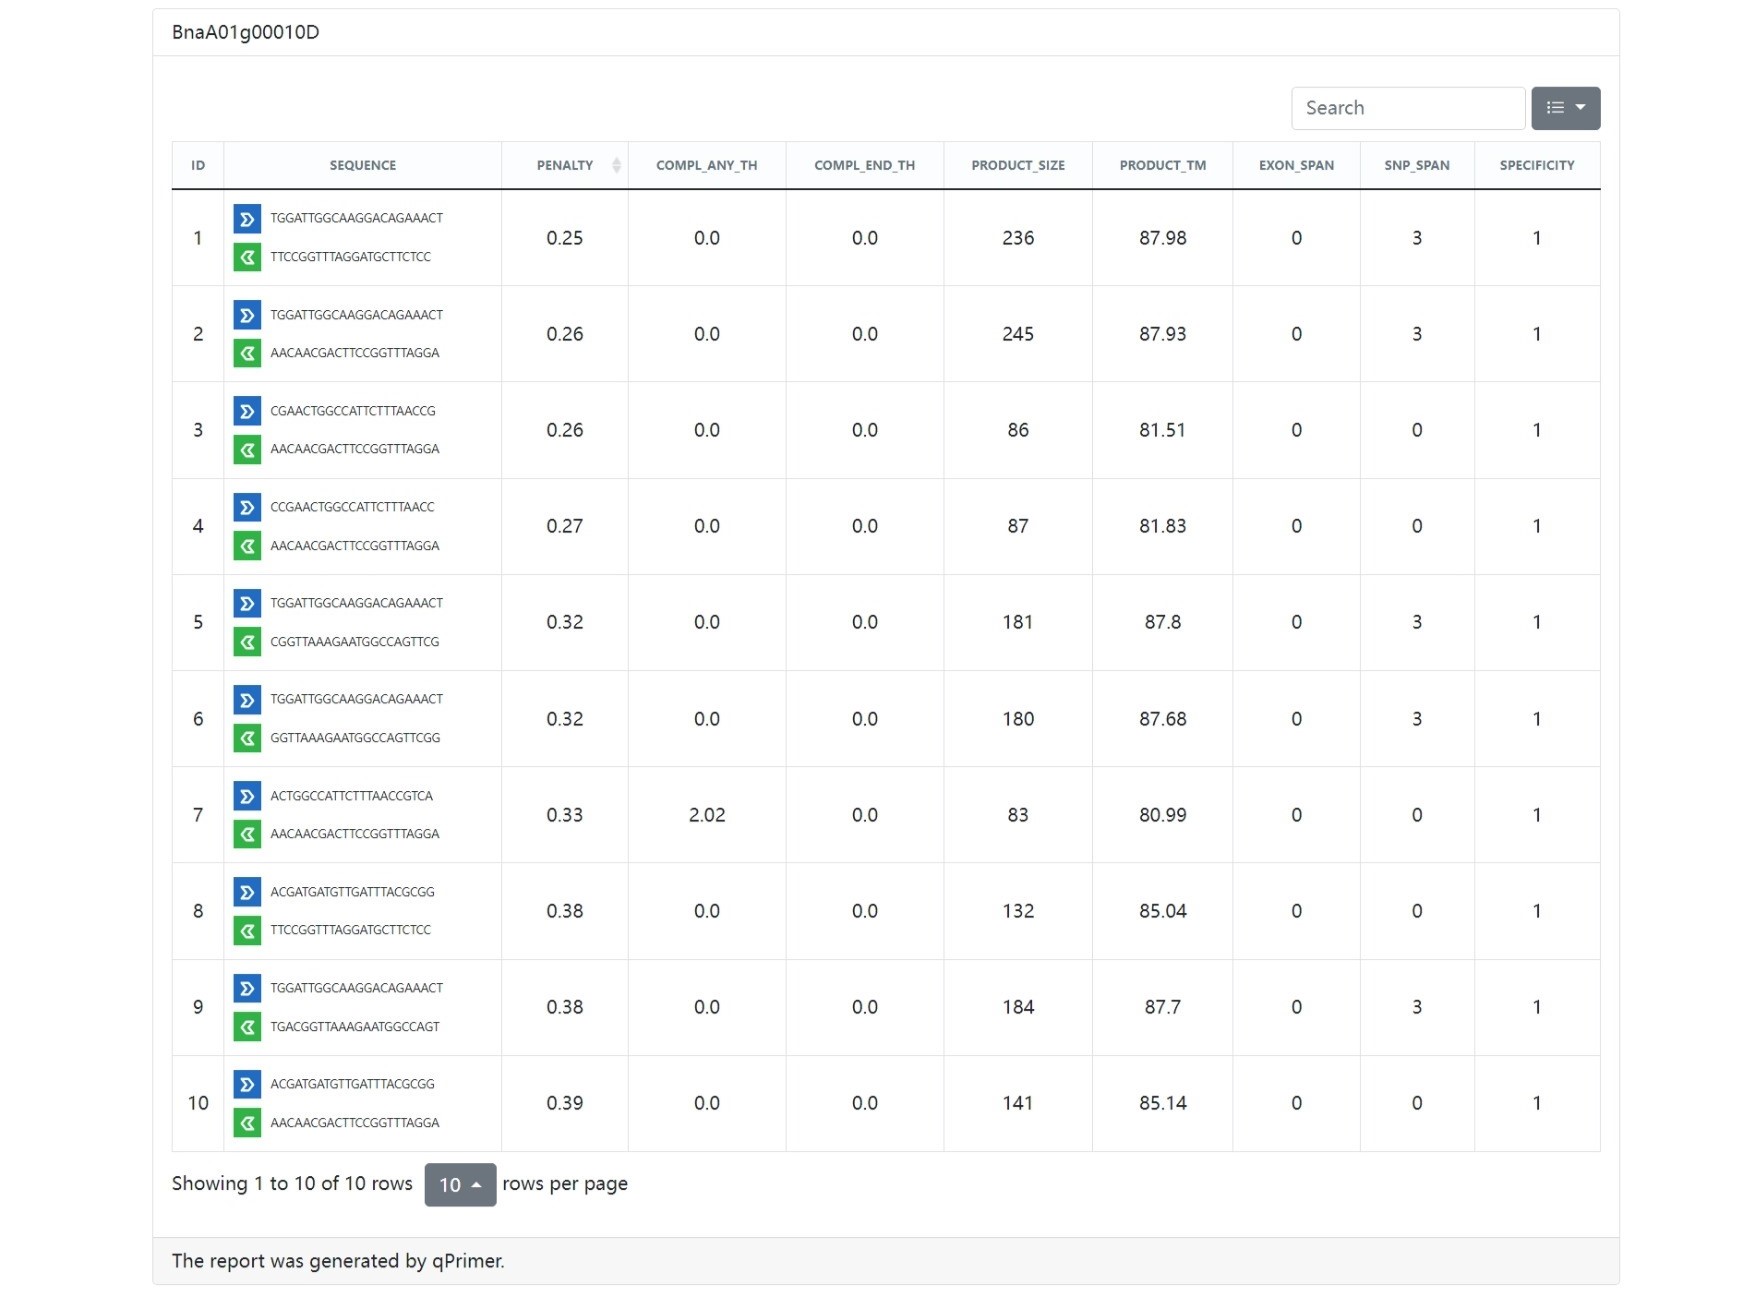 BnaA01g00010D
Search
ID SEQUENCE PENALTY COMPL_ANY_TH COMPL_END_TH PRODUCT_SIZE PRODUCT_TM EXON_SPAN SNP_SPAN SPECIFICITY
TGGATTGGCAAGGACAGAAACT
1 0.25 0.0 0.0 236 87.98 0 3 1
TTCCGGTTTAGGATGCTTCTCC
TGGATTGGCAAGGACAGAAACT
2 0.26 0.0 0.0 245 87.93 0 3 1
AACAACGACTTCCGGTTTAGGA
CGAACTGGCCATTCTTTAACCG
3 0.26 0.0 0.0 86 81.51 0 0 1
AACAACGACTTCCGGTTTAGGA
CCGAACTGGCCATTCTTTAACC
4 0.27 0.0 0.0 87 81.83 0 0 1
AACAACGACTTCCGGTTTAGGA
TGGATTGGCAAGGACAGAAACT
5 0.32 0.0 0.0 181 87.8 0 3 1
CGGTTAAAGAATGGCCAGTTCG
TGGATTGGCAAGGACAGAAACT
6 0.32 0.0 0.0 180 87.68 0 3 1
GGTTAAAGAATGGCCAGTTCGG
ACTGGCCATTCTTTAACCGTCA
7 0.33 2.02 0.0 83 80.99 0 0 1
AACAACGACTTCCGGTTTAGGA
ACGATGATGTTGATTTACGCGG
8 0.38 0.0 0.0 132 85.04 0 0 1
TTCCGGTTTAGGATGCTTCTCC
TGGATTGGCAAGGACAGAAACT
9 0.38 0.0 0.0 184 87.7 0 3 1
TGACGGTTAAAGAATGGCCAGT
ACGATGATGTTGATTTACGCGG
10 0.39 0.0 0.0 141 85.14 0 0 1
AACAACGACTTCCGGTTTAGGA
Showing 1 to 10 of 10 rows 10 rows per page
The report was generated by qPrimer.